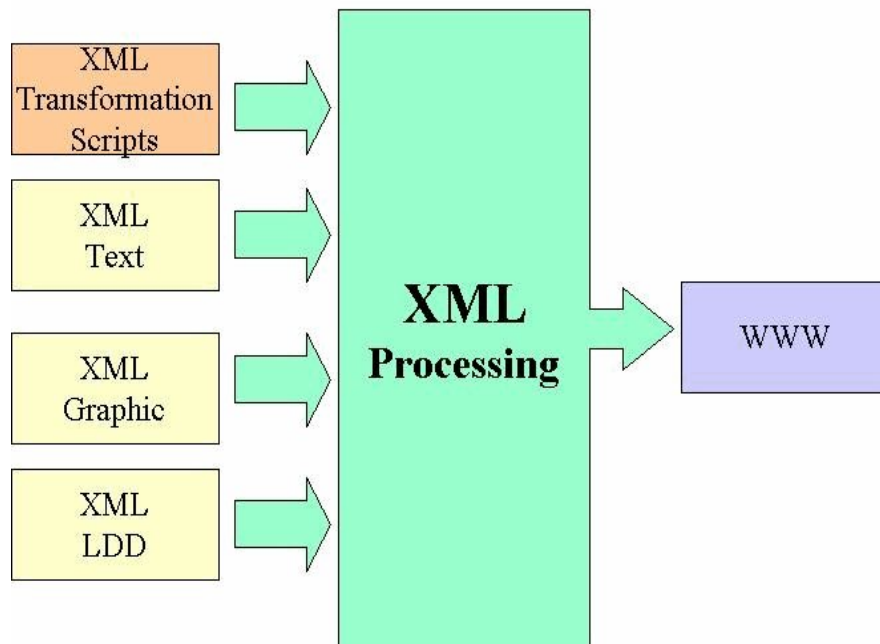 XML
Transformation
Scripts
XML
Text
XML
Graphic
XML
LDD
XML
Processing
WWW